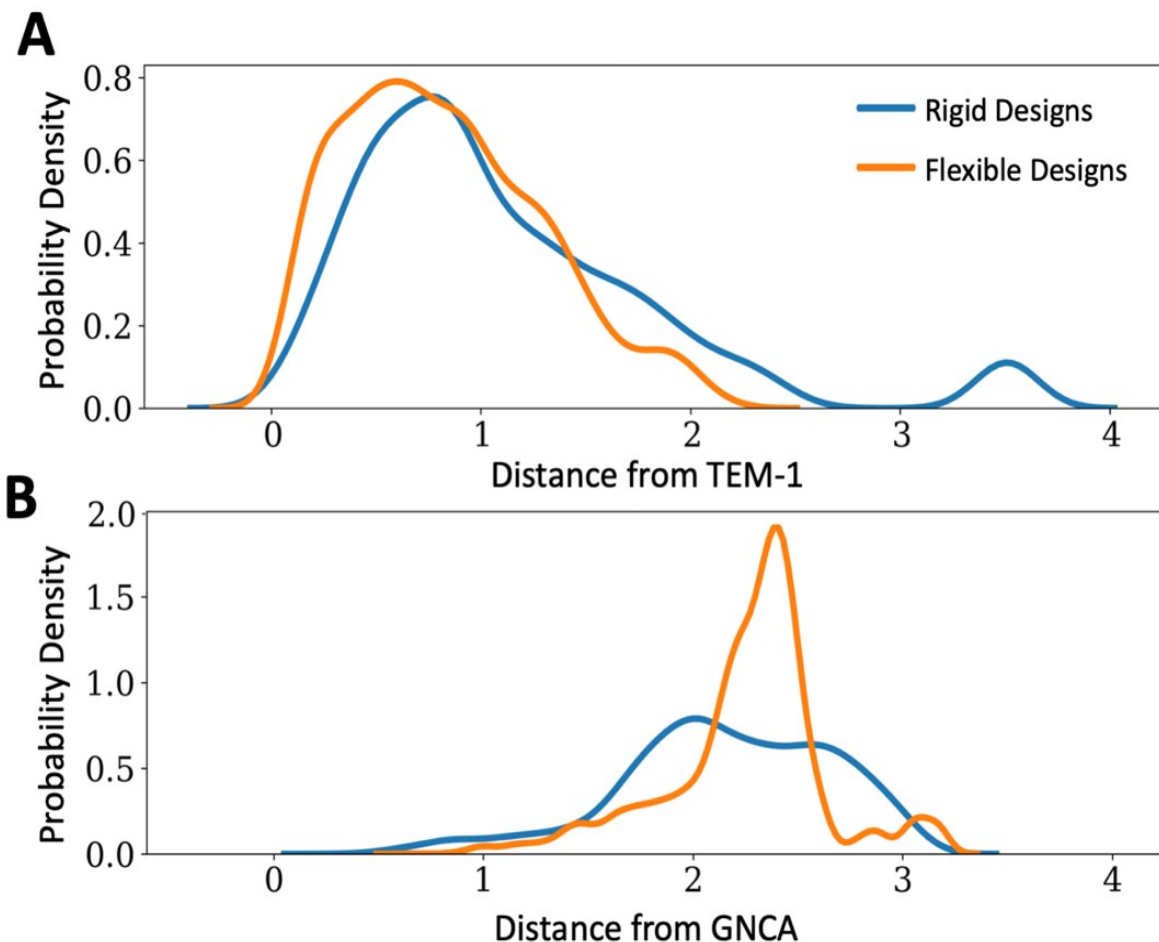 A
Probability Density
0.8
0.6
0.4
0.2
0.0
Rigid Designs
Flexible Designs
0 1 2 3 4
Distance from TEM-1
B
Probability Density
2.0
1.5
1.0
0.5
0.0
0 1 2 3 4
Distance from GNCA